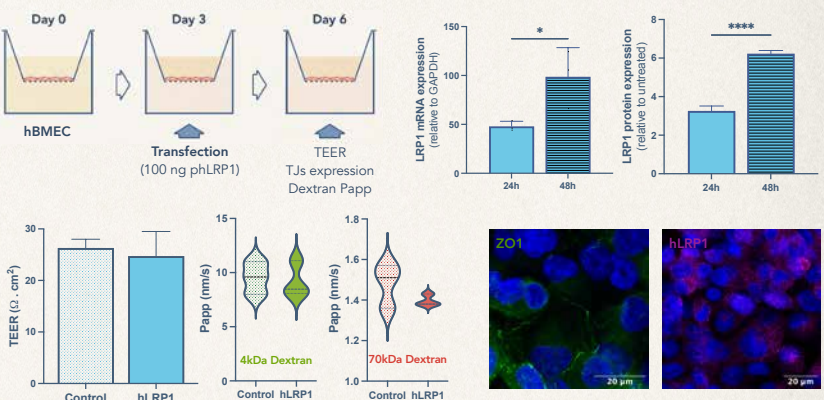 Day 0
Day 3
Day 6
hBMEC
Transfection
(100 ng phLRP1)
TEER
TJs expression
Dextran Papp
LRP1 mRNA expression
(relative to GAPDH)
150
100
50
0
*
24h
48h
LRP1 protein expression
(relative to untreated)
8
6
4
2
0
****
24h
48h
TEER (Ω . cm²)
30
20
10
0
Control
hLRP1
Papp (nm/s)
15
10
5
0
4kDa Dextran
Control hLRP1
Papp (nm/s)
1.8
1.6
1.4
1.2
1.0
70kDa Dextran
Control hLRP1
ZO1
20 µm
hLRP1
20 µm